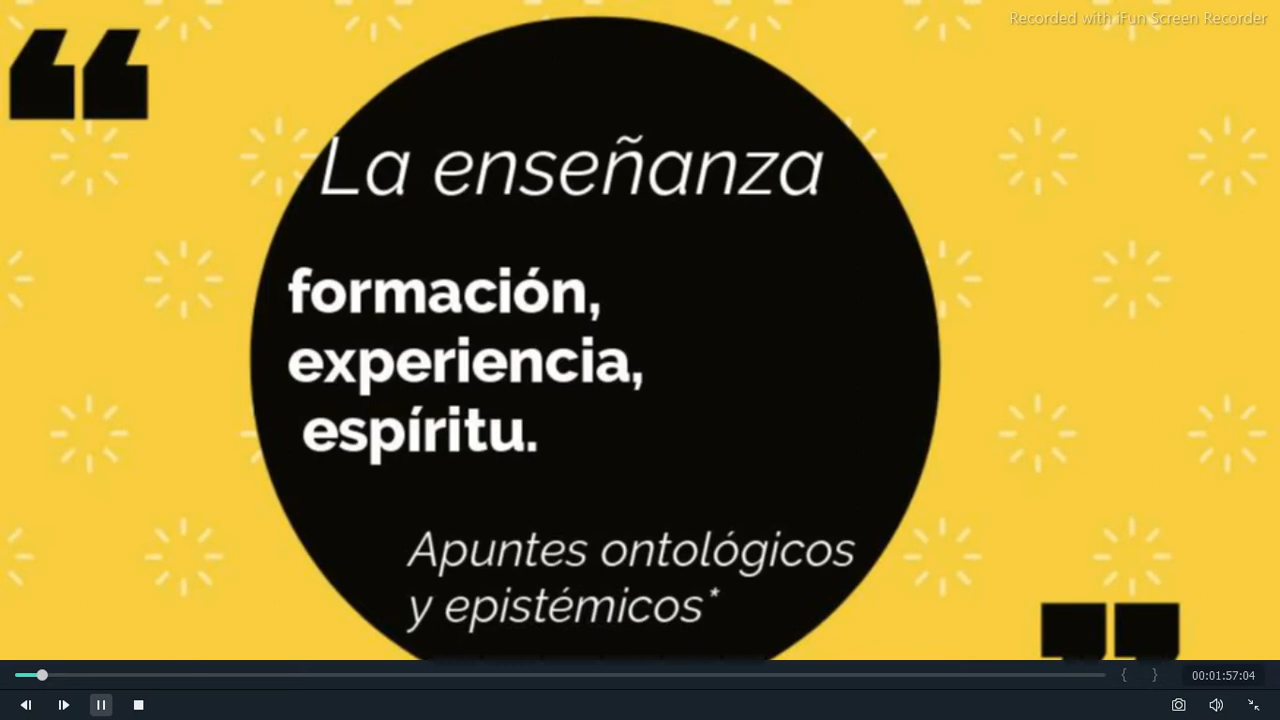 Recorded with iFun Screen Recorder
“
La enseñanza
formación,
experiencia,
espíritu.
Apuntes ontológicos
y epistémicos*
”
{ } 00:01:57:04